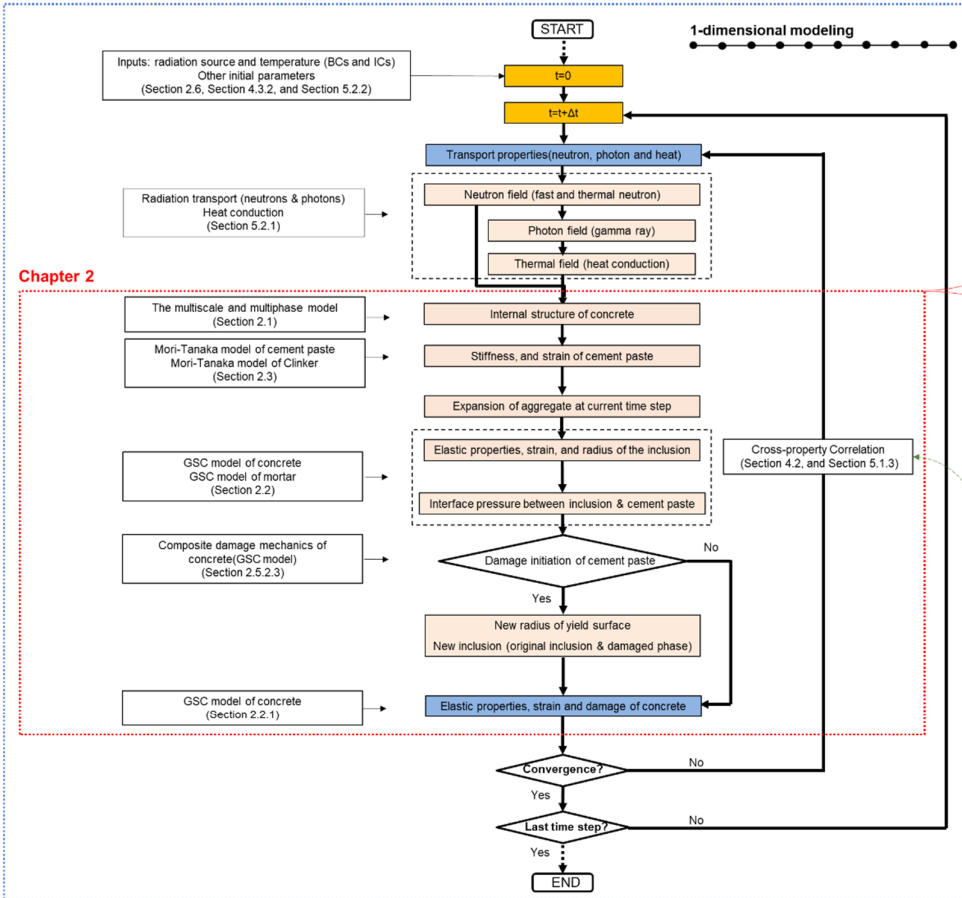 START
1-dimensional modeling
Inputs: radiation source and temperature (BCs and ICs)
Other initial parameters
(Section 2.6, Section 4.3.2, and Section 5.2.2)
t=0
t=t+Δt
Transport properties(neutron, photon and heat)
Radiation transport (neutrons & photons)
Heat conduction
(Section 5.2.1)
Neutron field (fast and thermal neutron)
Photon field (gamma ray)
Thermal field (heat conduction)
Chapter 2
The multiscale and multiphase model
(Section 2.1)
Internal structure of concrete
Mori-Tanaka model of cement paste
Mori-Tanaka model of Clinker
(Section 2.3)
Stiffness, and strain of cement paste
Expansion of aggregate at current time step
GSC model of concrete
GSC model of mortar
(Section 2.2)
Elastic properties, strain, and radius of the inclusion
Interface pressure between inclusion & cement paste
Cross-property Correlation
(Section 4.2, and Section 5.1.3)
Composite damage mechanics of
concrete(GSC model)
(Section 2.5.2.3)
Damage initiation of cement paste
No
Yes
New radius of yield surface
New inclusion (original inclusion & damaged phase)
GSC model of concrete
(Section 2.2.1)
Elastic properties, strain and damage of concrete
Convergence?
No
Yes
Last time step?
No
Yes
END